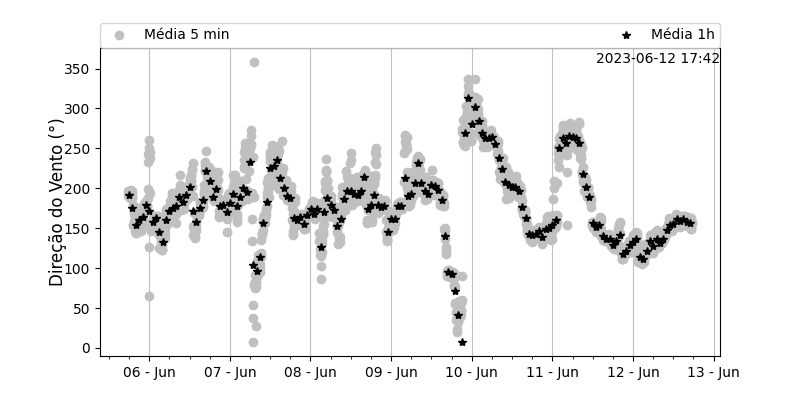 Média 5 min
Média 1h
2023-06-12 17:42
Direção do Vento (°)
350
300
250
200
150
100
50
0
06 - Jun
07 - Jun
08 - Jun
09 - Jun
10 - Jun
11 - Jun
12 - Jun
13 - Jun